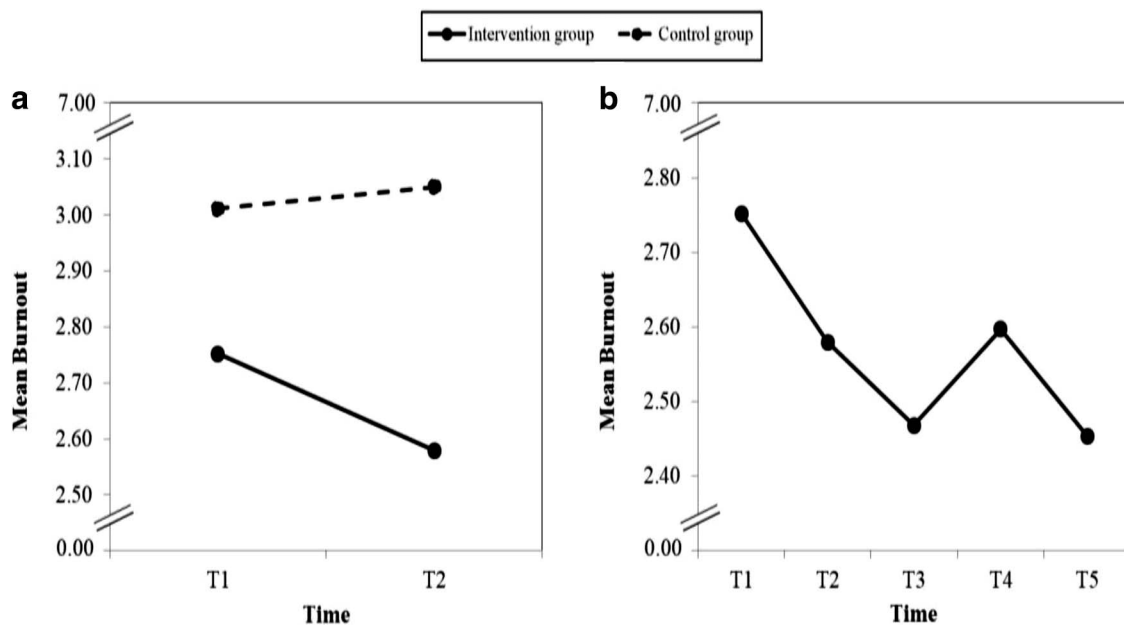 Intervention group Control group
a
7.00
3.10
3.00
2.90
2.80
2.70
2.60
2.50
0.00
Mean Burnout
T1 T2
Time
b
7.00
2.80
2.70
2.60
2.50
2.40
0.00
Mean Burnout
T1 T2 T3 T4 T5
Time